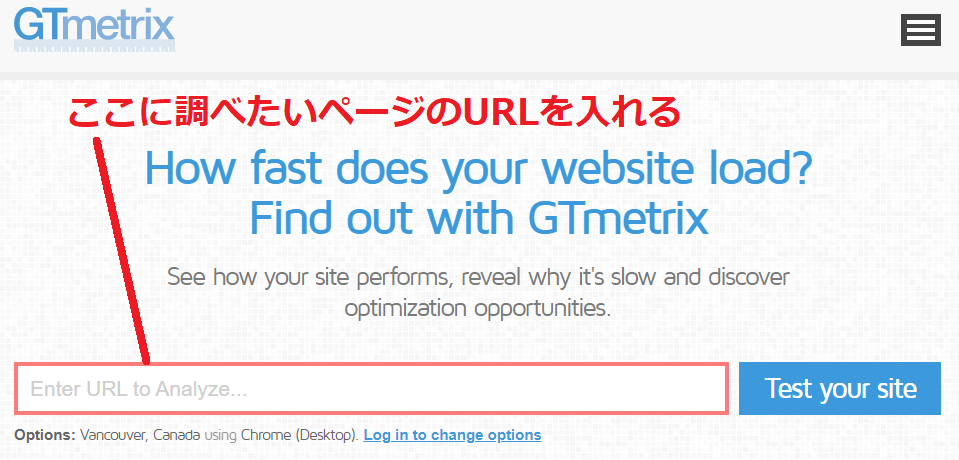 GTmetrix
ここに調べたいページのURLを入れる
How fast does your website load?
Find out with GTmetrix
See how your site performs, reveal why it's slow and discover
optimization opportunities.
Enter URL to Analyze...
Test your site
Options: Vancouver, Canada using Chrome (Desktop). Log in to change options